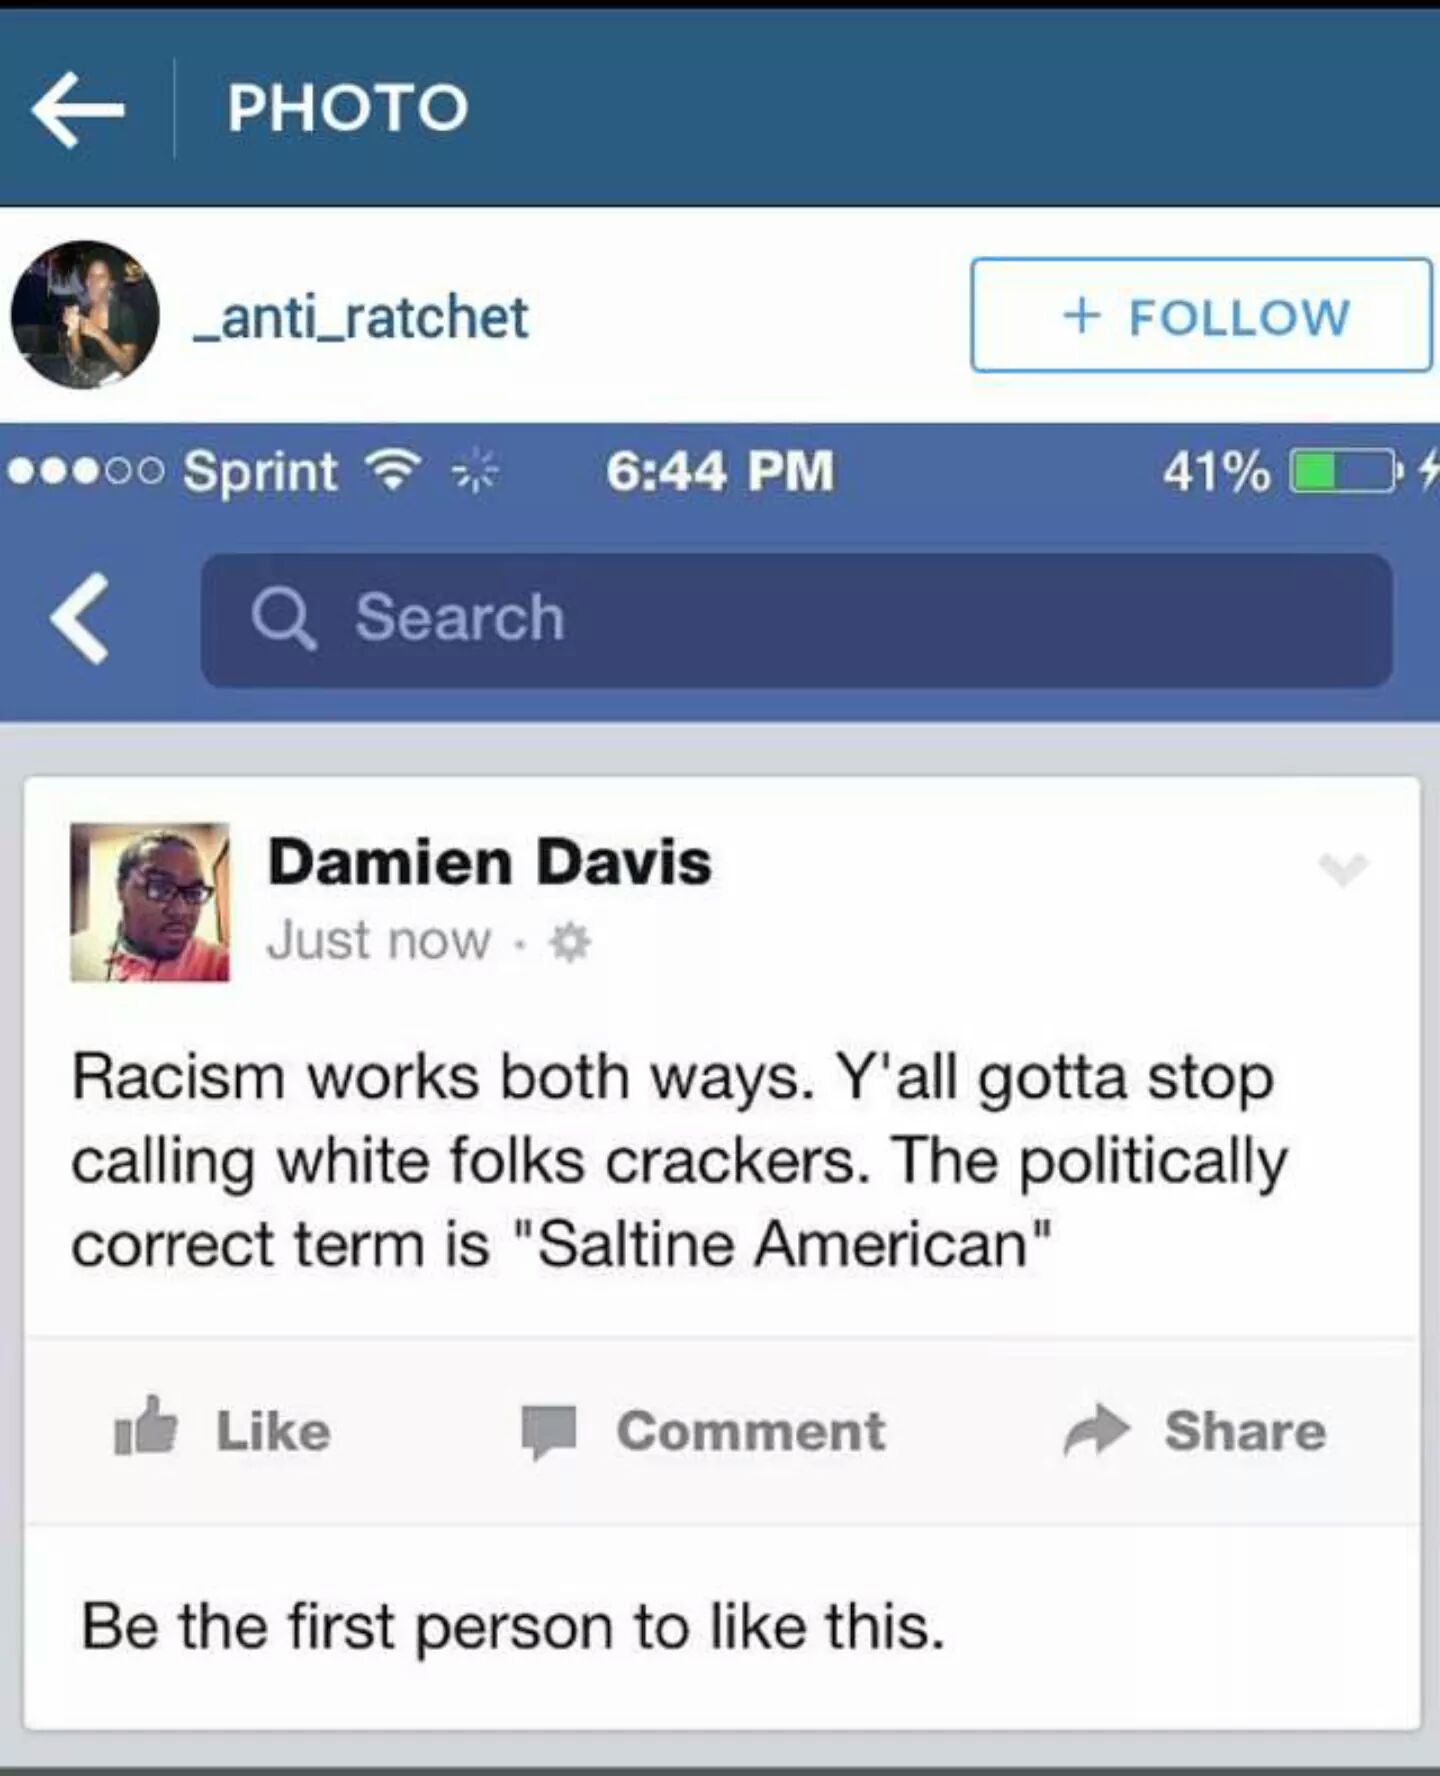 PHOTO
_anti_ratchet
+ FOLLOW
Sprint 6:44 PM 41%
Search
Damien Davis
Just now ·
Racism works both ways. Y'all gotta stop
calling white folks crackers. The politically
correct term is "Saltine American"
Like Comment Share
Be the first person to like this.